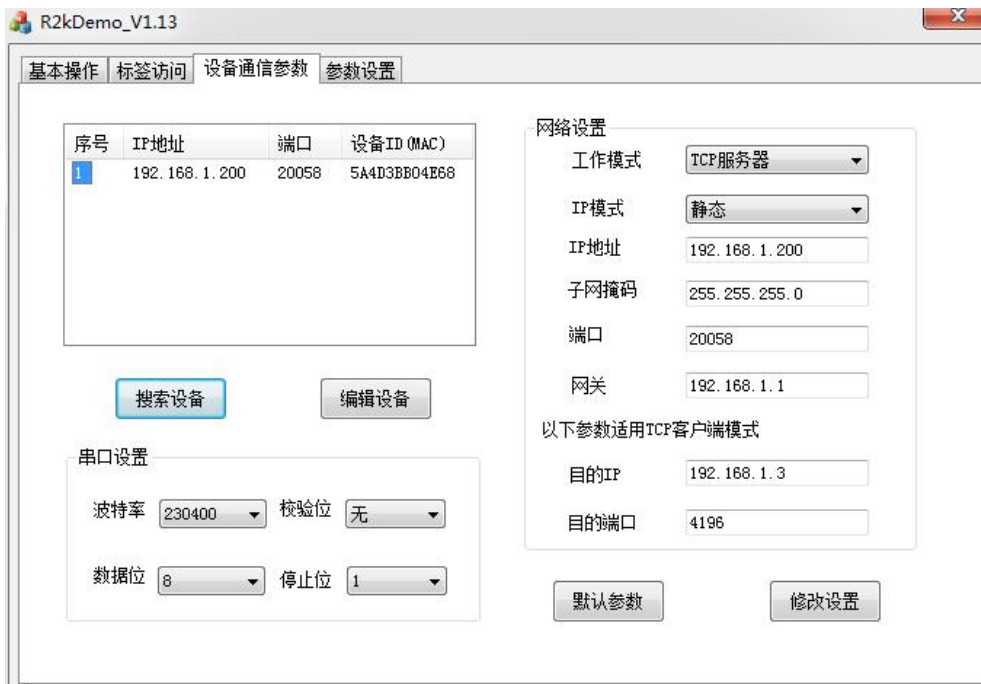 R2kDemo_V1.13
基本操作 标签访问 设备通信参数 参数设置
序号 IP地址 端口 设备ID(MAC)
1 192.168.1.200 20058 5A4D3BB04E68
搜索设备 编辑设备
串口设置
波特率 230400 校验位 无
数据位 8 停止位 1
网络设置
工作模式 TCP服务器
IP模式 静态
IP地址 192.168.1.200
子网掩码 255.255.255.0
端口 20058
网关 192.168.1.1
以下参数适用TCP客户端模式
目的IP 192.168.1.3
目的端口 4196
默认参数 修改设置